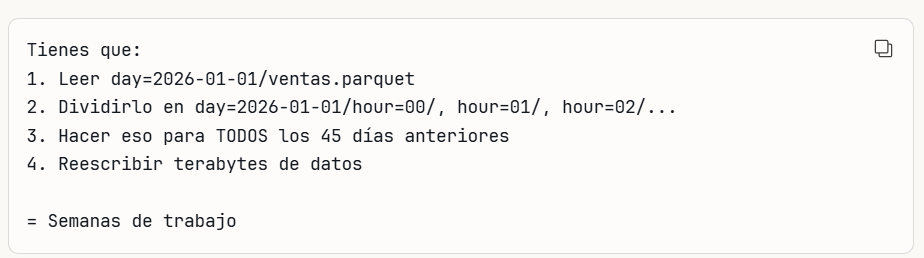 Tienes que:
1. Leer day=2026-01-01/ventas.parquet
2. Dividirlo en day=2026-01-01/hour=00/, hour=01/, hour=02/...
3. Hacer eso para TODOS los 45 días anteriores
4. Reescribir terabytes de datos
= Semanas de trabajo